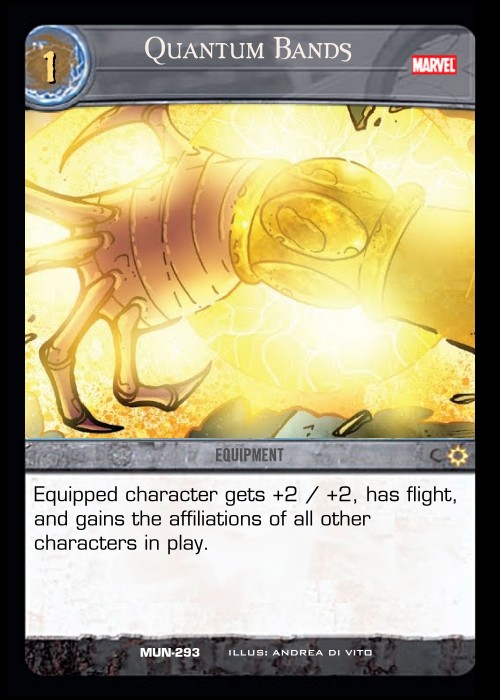 1
Quantum Bands
MARVEL
EQUIPMENT
C
Equipped character gets +2 / +2, has flight,
and gains the affiliations of all other
characters in play.
MUN-293 ILLUS: ANDREA DI VITO